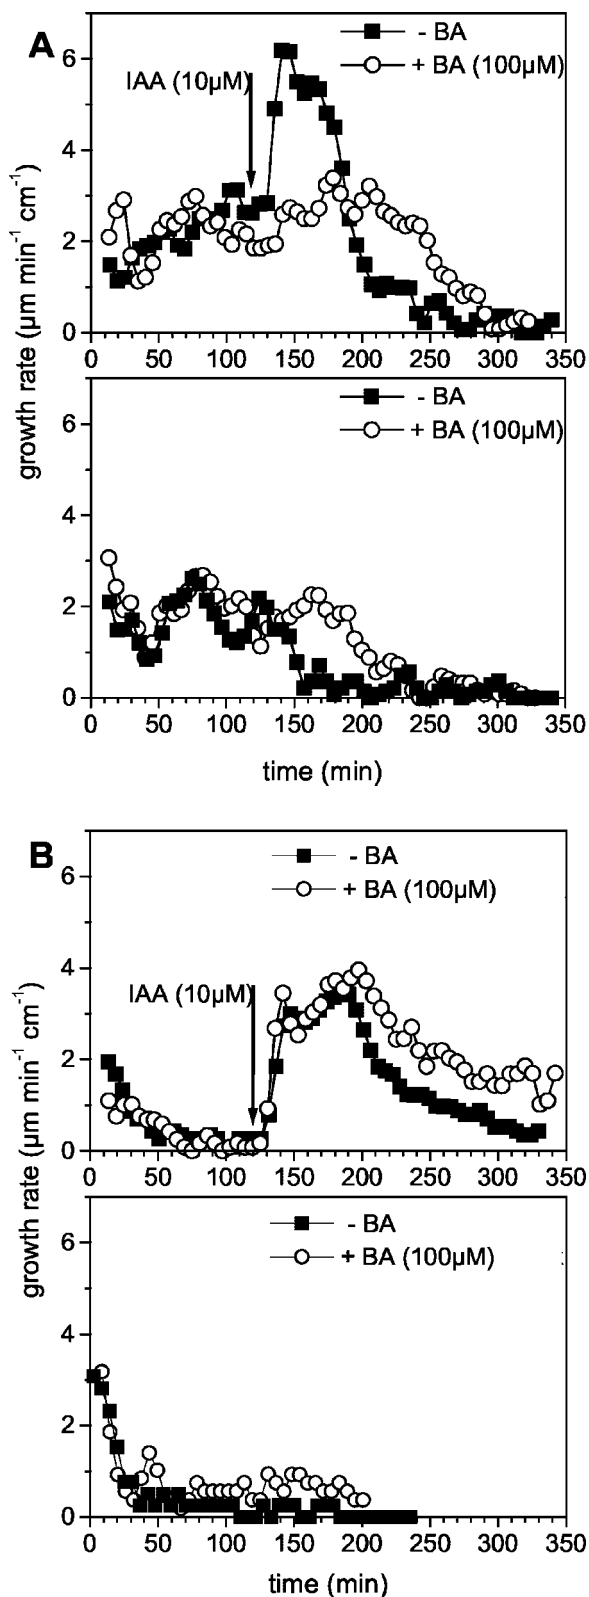 A
- BA
+ BA (100µM)
IAA (10µM)
6
4
2
0
0 50 100 150 200 250 300 350
growth rate (µm min⁻¹ cm⁻¹)
- BA
+ BA (100µM)
6
4
2
0
0 50 100 150 200 250 300 350
time (min)
B
- BA
+ BA (100µM)
IAA (10µM)
6
4
2
0
0 50 100 150 200 250 300 350
growth rate (µm min⁻¹ cm⁻¹)
- BA
+ BA (100µM)
6
4
2
0
0 50 100 150 200 250 300 350
time (min)